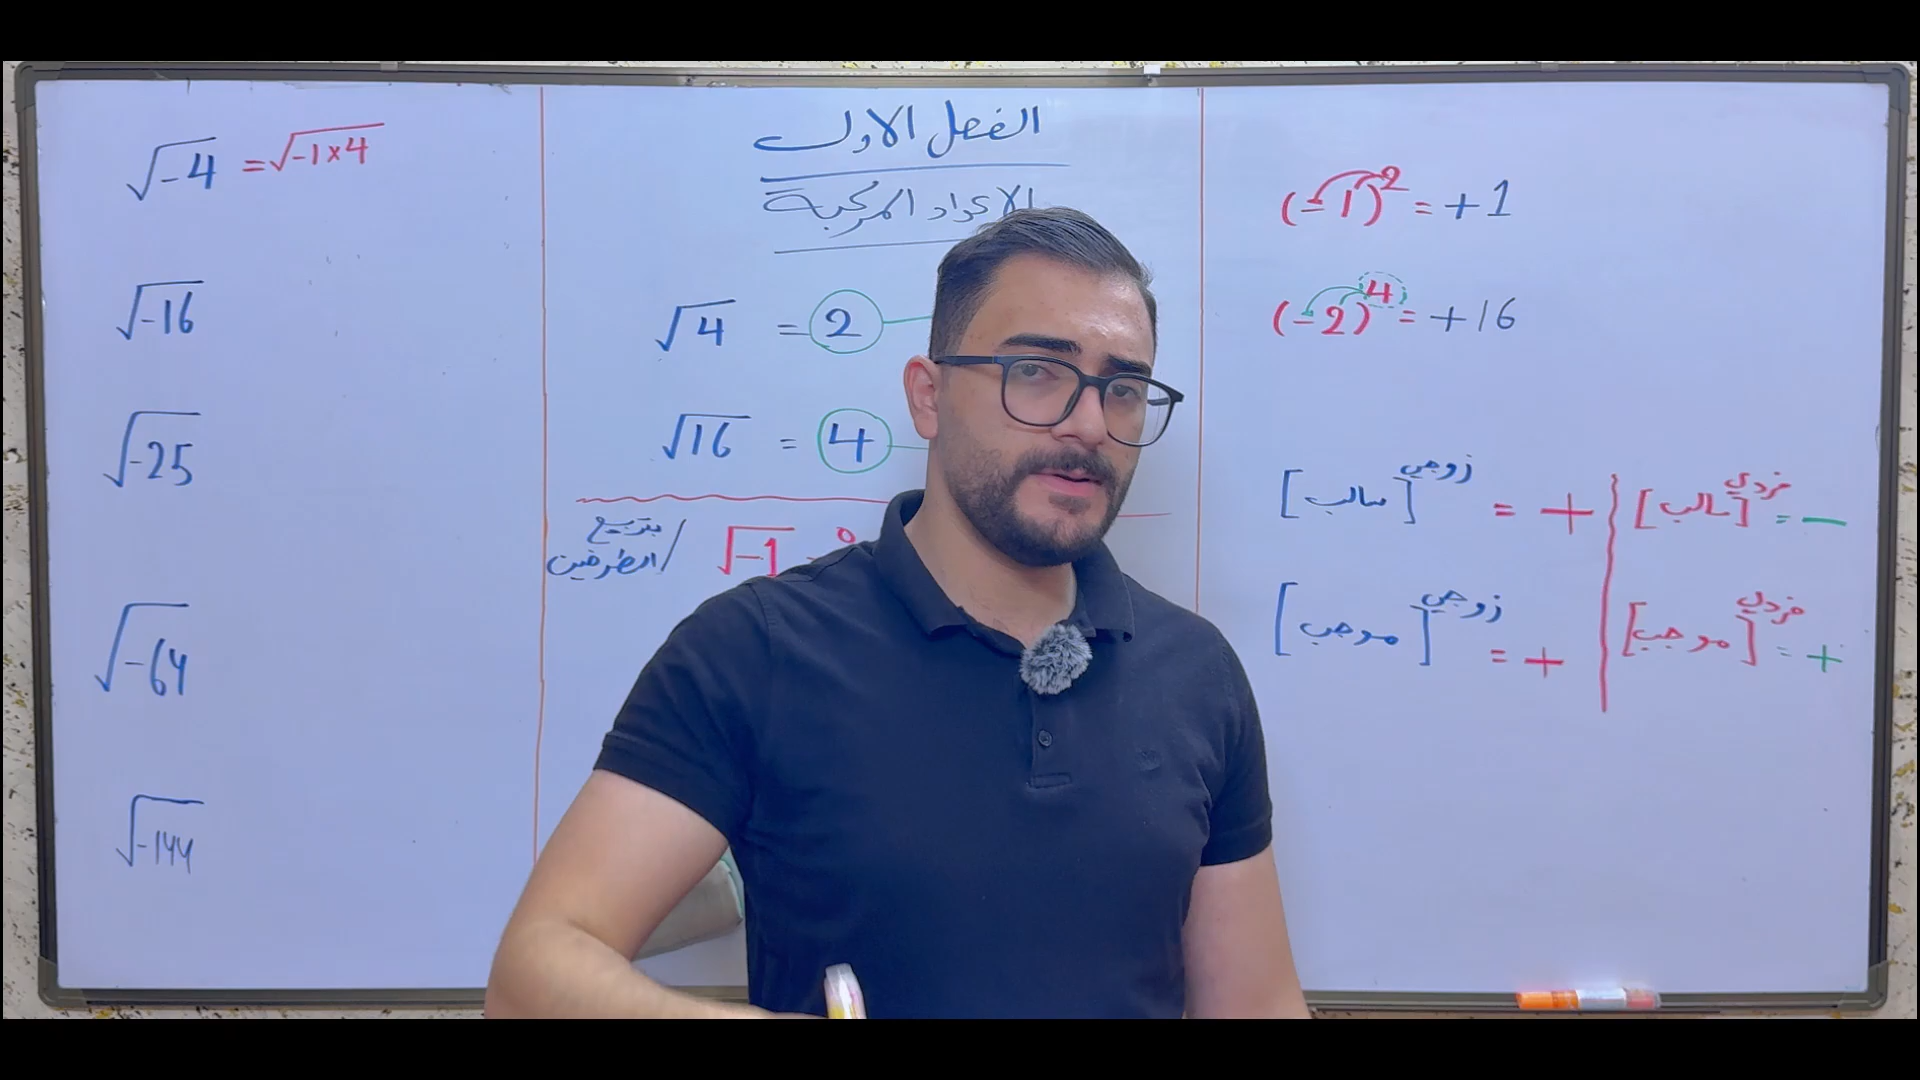 الفصل الاول
الاعداد المركبة
√4 = 2
√16 = 4
بتربيع
الطرفين / √-1
√-4 = √-1×4
√-16
√-25
√-64
√-144
(-1)² = +1
(-2)⁴ = +16
[سالب]زوجي = +
[سالب]فردي = -
[موجب]زوجي = +
[موجب]فردي = +